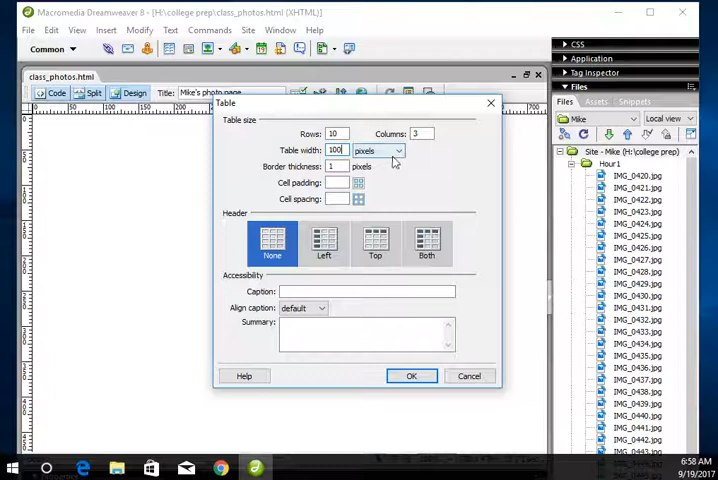 Macromedia Dreamweaver 8 - [H:\college prep\class_photos.html (XHTML)]
File Edit View Insert Modify Text Commands Site Window Help
Common
class_photos.html
Code Split Design Title: Mike's photo page
0 50 100 700
Table
Table size
Rows: 10 Columns: 3
Table width: 100 pixels
Border thickness: 1 pixels
Cell padding:
Cell spacing:
Header
None Left Top Both
Accessibility
Caption:
Align caption: default
Summary:
Help OK Cancel
CSS
Application
Tag Inspector
Files
Files Assets Snippets
Mike Local view
Site - Mike (H:\college prep)
Hour1
IMG_0420.jpg
IMG_0421.jpg
IMG_0422.jpg
IMG_0423.jpg
IMG_0424.jpg
IMG_0425.jpg
IMG_0426.jpg
IMG_0427.jpg
IMG_0428.jpg
IMG_0429.jpg
IMG_0430.jpg
IMG_0431.jpg
IMG_0432.jpg
IMG_0433.jpg
IMG_0434.jpg
IMG_0435.jpg
IMG_0436.jpg
IMG_0437.jpg
IMG_0438.jpg
IMG_0439.jpg
IMG_0440.jpg
IMG_0441.jpg
IMG_0442.jpg
6:58 AM
9/19/2017